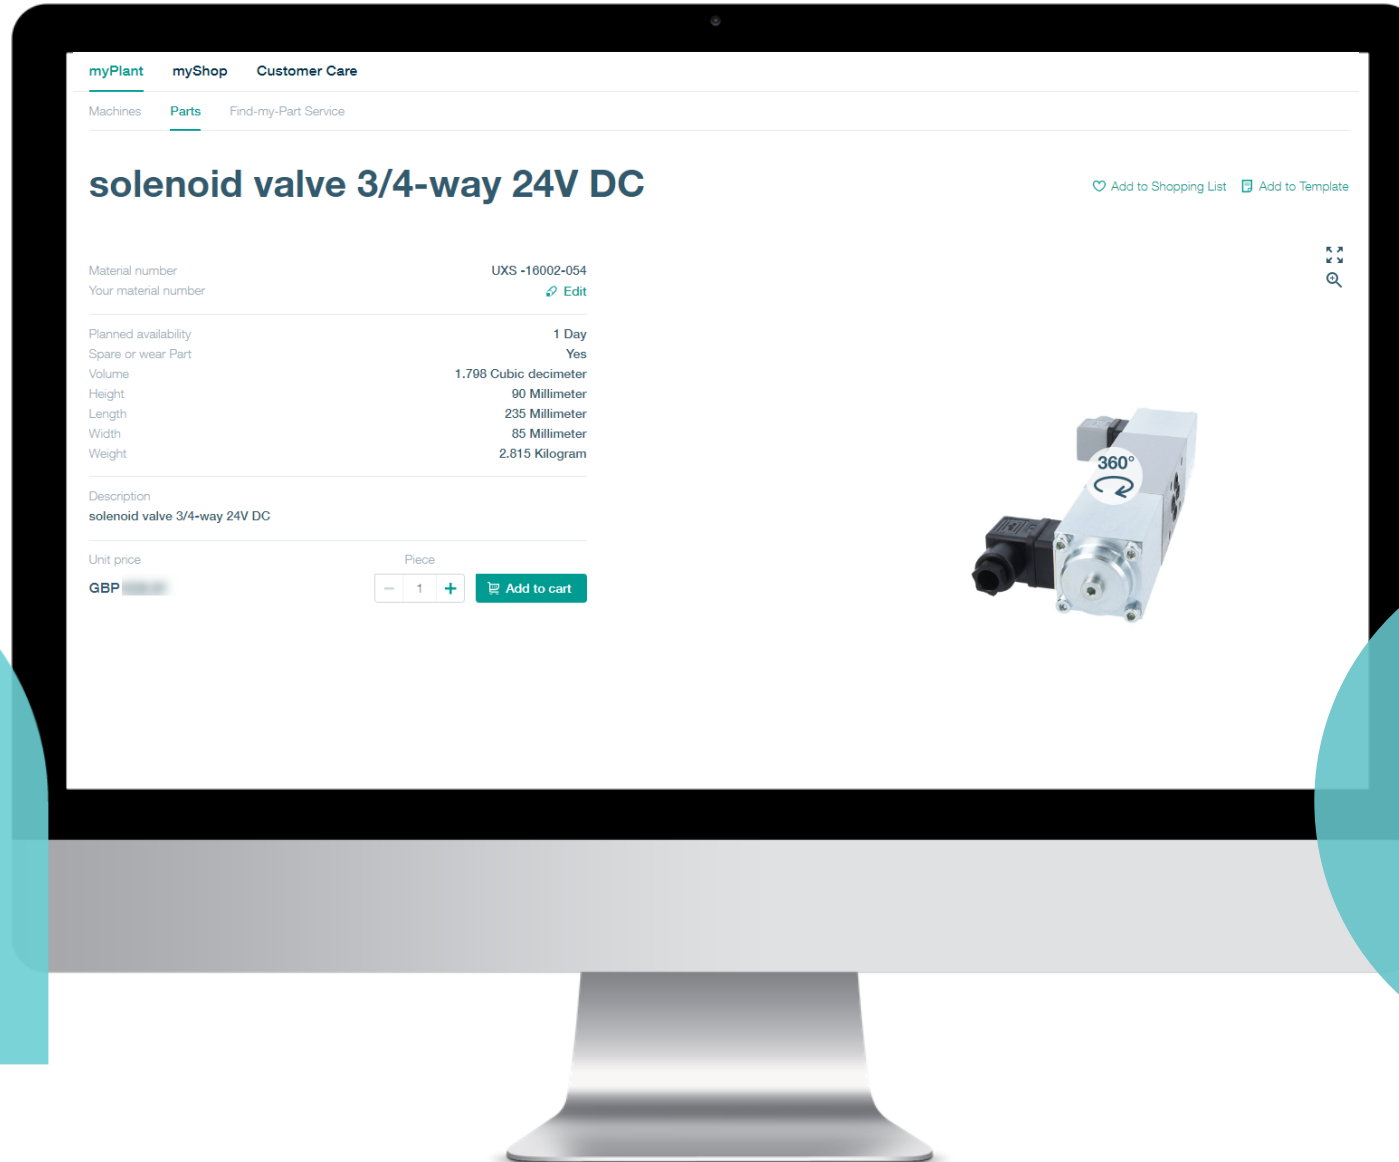 myPlant myShop Customer Care
Machines Parts Find-my-Part Service
solenoid valve 3/4-way 24V DC
Add to Shopping List Add to Template
Material number UXS -16002-054
Your material number Edit
Planned availability 1 Day
Spare or wear Part Yes
Volume 1.798 Cubic decimeter
Height 90 Millimeter
Length 235 Millimeter
Width 85 Millimeter
Weight 2.815 Kilogram
360°
Description
solenoid valve 3/4-way 24V DC
Unit price Piece
GBP 1 Add to cart